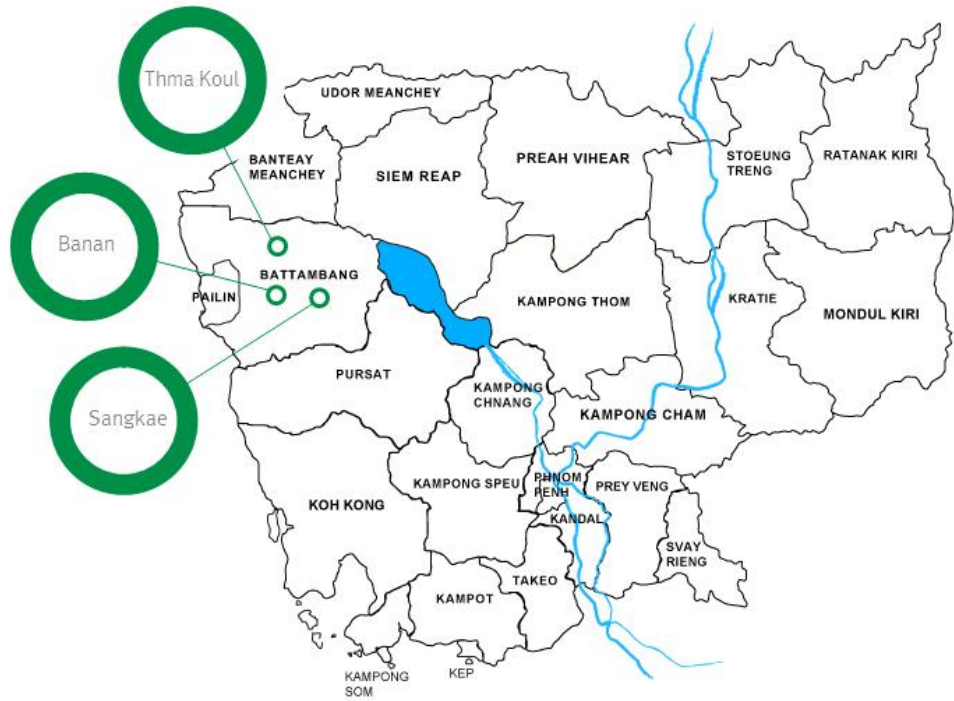 Thma Koul
UDOR MEANCHEY
BANTEAY
MEANCHEY
SIEM REAP
PREAH VIHEAR
STOEUNG
TRENG
RATANAK KIRI
Banan
BATTAMBANG
PAILIN
KAMPONG THOM
KRATIE
MONDUL KIRI
PURSAT
KAMPONG
CHNANG
Sangkae
KAMPONG CHAM
KAMPONG SPEU
PHNOM
PENH
PREY VENG
KOH KONG
KANDAL
SVAY
RIENG
TAKEO
KAMPOT
KAMPONG
SOM
KEP